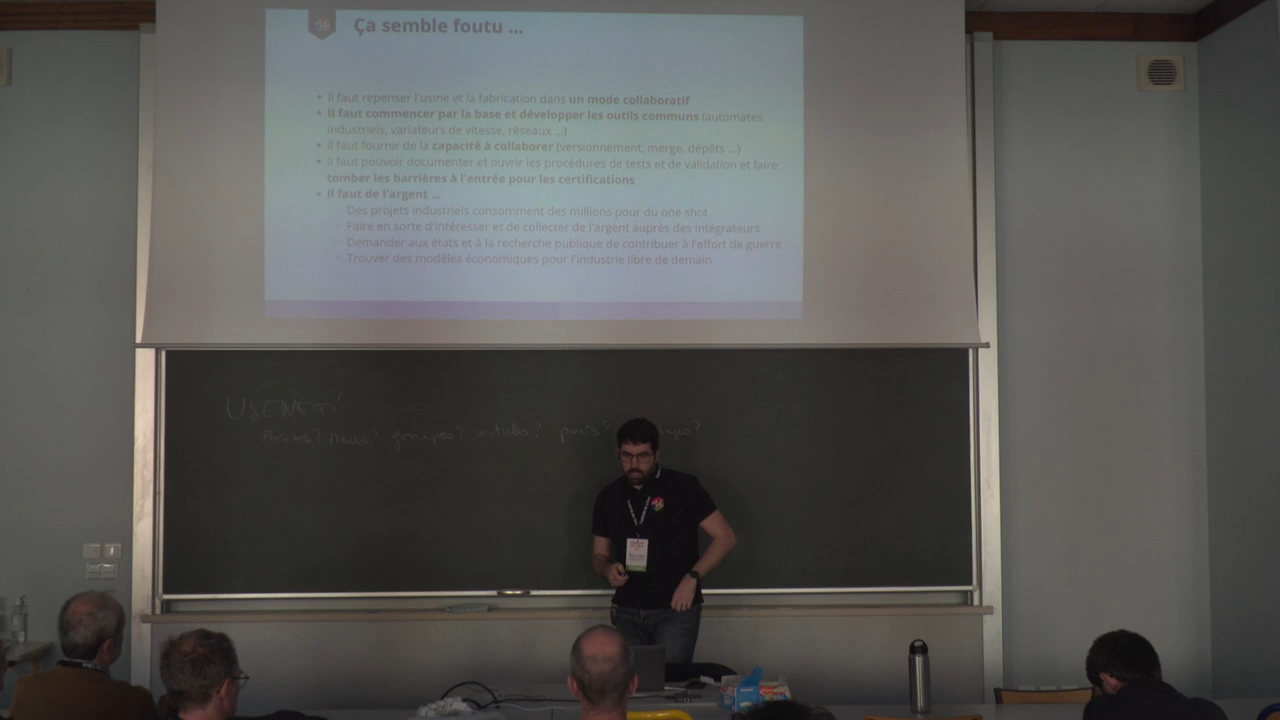 Ça semble foutu ...
• Il faut repenser l'usine et la fabrication dans un mode collaboratif
• Il faut commencer par la base et développer les outils communs (automates
industriels, variateurs de vitesse, réseaux ...)
• Il faut fournir de la capacité à collaborer (versionnement, merge, dépôts ...)
• Il faut pouvoir documenter et ouvrir les procédures de tests et de validation et faire
tomber les barrières à l'entrée pour les certifications
• Il faut de l'argent ...
Des projets industriels consomment des millions pour du one shot
Faire en sorte d'intéresser et de collecter de l'argent auprès des intégrateurs
Demander aux états et à la recherche publique de contribuer à l'effort de guerre
Trouver des modèles économiques pour l'industrie libre de demain
USENET?
news? groupes? articles?